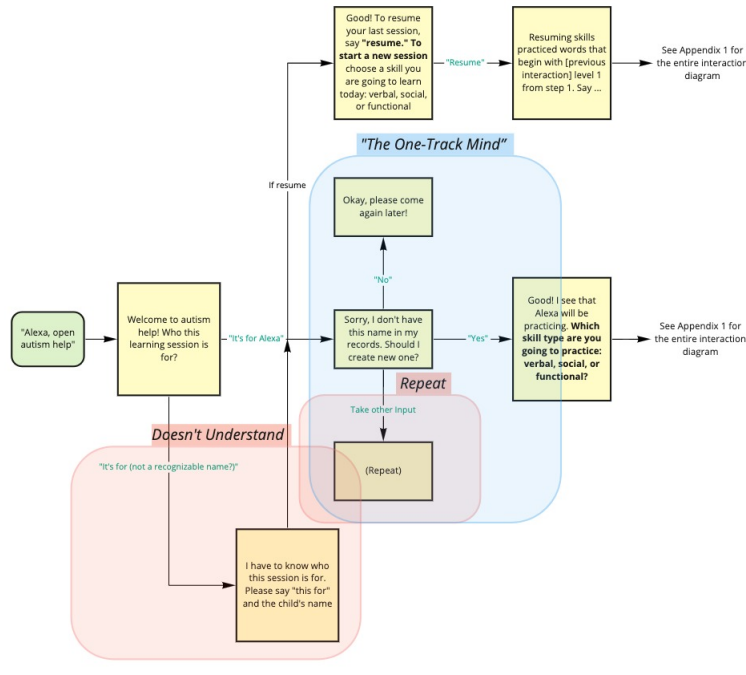 Good! To resume
your last session,
say "resume." To
start a new session
choose a skill you
are going to learn
today: verbal, social,
or functional
"Resume"
Resuming skills
practiced words that
begin with [previous
interaction] level 1
from step 1. Say ...
See Appendix 1 for
the entire interaction
diagram
"The One-Track Mind”
If resume
Okay, please come
again later!
"No"
"Alexa, open
autism help"
Welcome to autism
help! Who this
learning session is
for?
"It's for Alexa"
Sorry, I don't have
this name in my
records. Should I
create new one?
"Yes"
Good! I see that
Alexa will be
practicing. Which
skill type are you
going to practice:
verbal, social, or
functional?
See Appendix 1 for
the entire interaction
diagram
Repeat
Take other Input
(Repeat)
Doesn't Understand
"It's for (not a recognizable name?)"
I have to know who
this session is for.
Please say "this for"
and the child's name